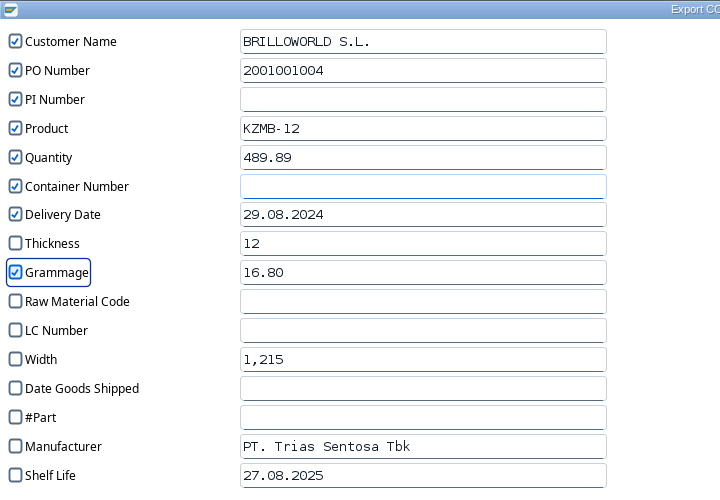 Export CO
Customer Name BRILLOWORLD S.L.
PO Number 2001001004
PI Number
Product KZMB-12
Quantity 489.89
Container Number
Delivery Date 29.08.2024
Thickness 12
Grammage 16.80
Raw Material Code
LC Number
Width 1,215
Date Goods Shipped
#Part
Manufacturer PT. Trias Sentosa Tbk
Shelf Life 27.08.2025